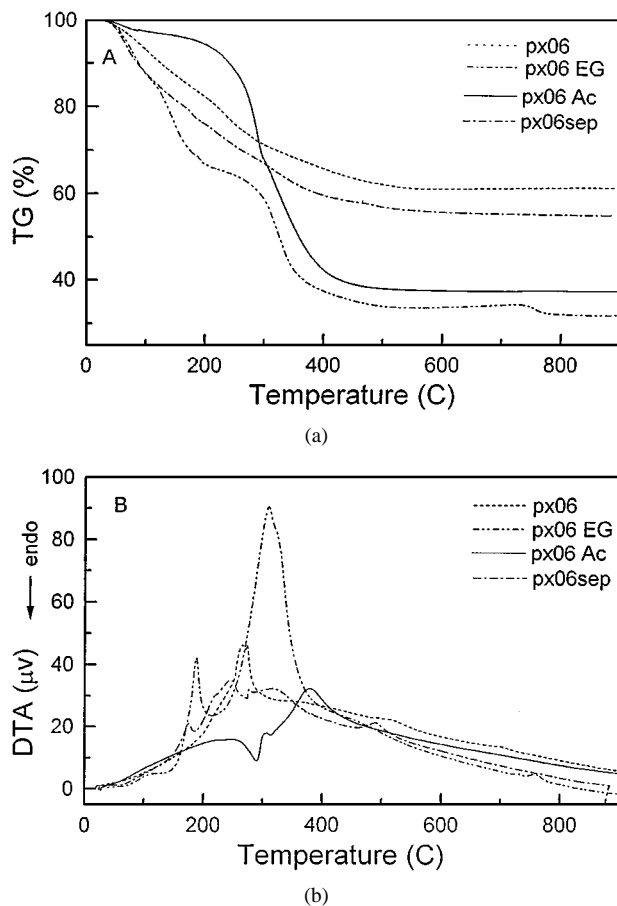 100
A
px06
px06 EG
px06 Ac
px06sep
80
60
40
TG (%)
0 200 400 600 800
Temperature (C)
(a)
100
B
px06
px06 EG
px06 Ac
px06sep
80
60
40
20
0
DTA (μv)
← endo
0 200 400 600 800
Temperature (C)
(b)